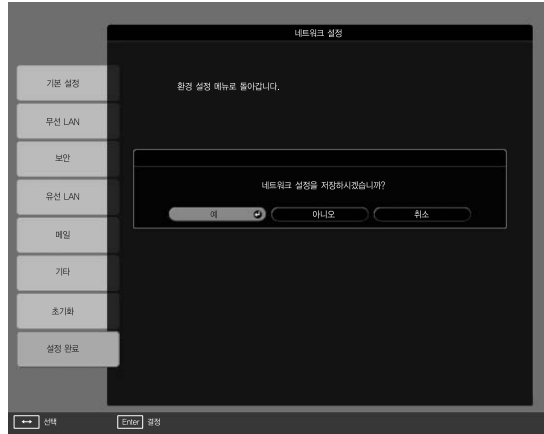 네트워크 설정
기본 설정
무선 LAN
보안
유선 LAN
메일
기타
초기화
설정 완료
환경 설정 메뉴로 돌아갑니다.
네트워크 설정을 저장하시겠습니까?
예 아니오 취소
선택 Enter 결정